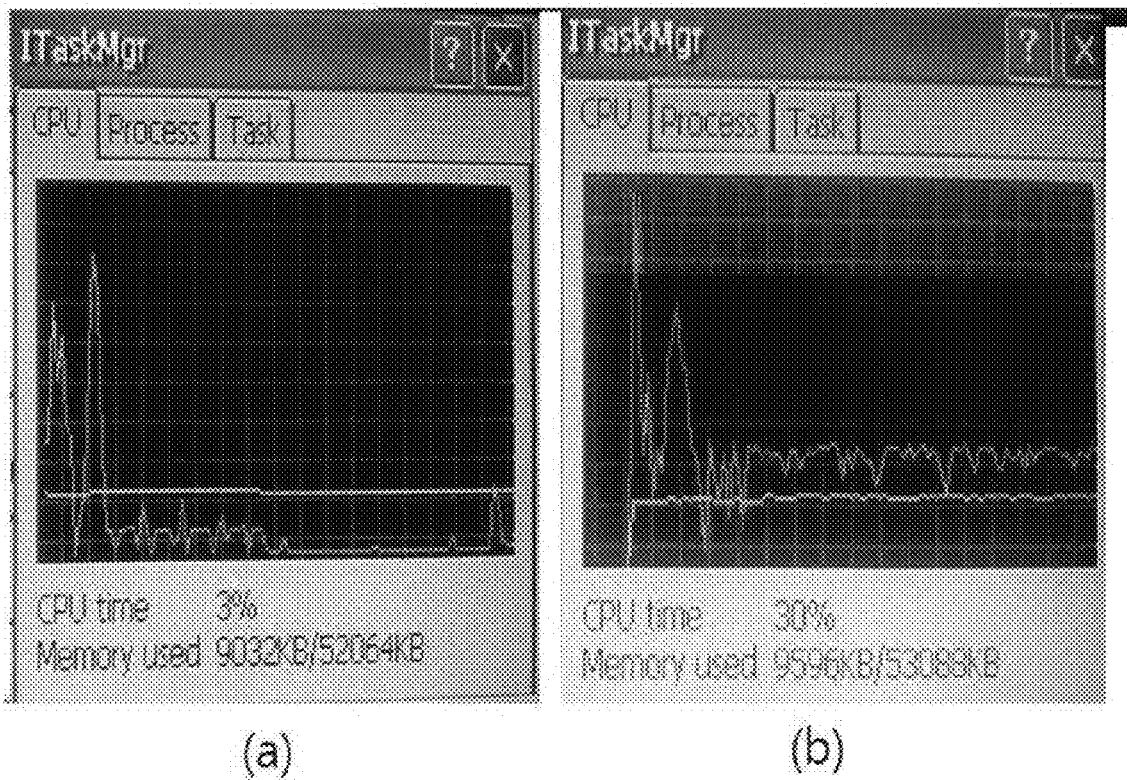 ITaskMgr ? X
CPU Process Task
CPU time 3%
Memory used 9032KB/52064KB
(a)
ITaskMgr ? X
CPU Process Task
CPU time 30%
Memory used 9596KB/53088KB
(b)